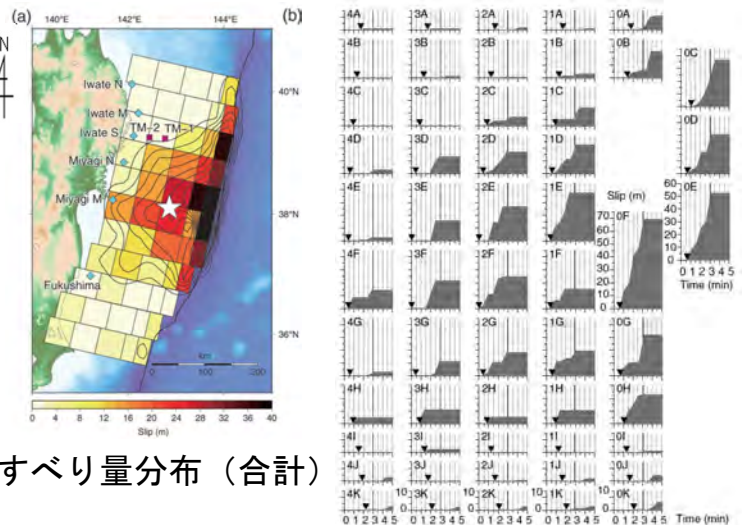 (a)
140°E
142°E
144°E
N
40°N
38°N
36°N
Iwate N
Iwate M
Iwate S
TM-2
TM-1
Miyagi N
Miyagi M
Fukushima
km
0 100 200
0 4 8 12 16 20 24 28 32 36 40
Slip (m)
すべり量分布（合計）
(b)
4A 3A 2A 1A 0A
4B 3B 2B 1B 0B
0C
4C 3C 2C 1C
4D 3D 2D 1D
0D
4E 3E 2E 1E
0E
Slip (m)
70
60
50
40
30
20
10
0
0F
60
50
40
30
20
10
0
0 1 2 3 4 5
Time (min)
4F 3F 2F 1F
4G 3G 2G 1G 0G
4H 3H 2H 1H 0H
4I 3I 2I 1I 0I
4J 3J 2J 1J 0J
4K 3K 2K 1K 0K
10 10 10 10
0 0 0 0
0 1 2 3 4 5 0 1 2 3 4 5 0 1 2 3 4 5 0 1 2 3 4 5 0 1 2 3 4 5
Time (min)